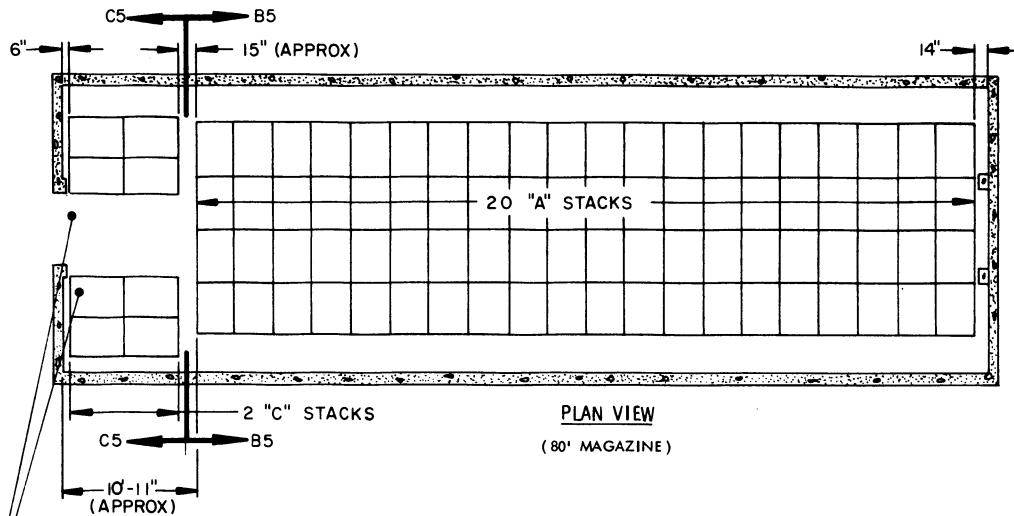 C5 B5
6" 15" (APPROX) 14"
20 "A" STACKS
2 "C" STACKS
C5 B5
PLAN VIEW
(80' MAGAZINE)
10'-11"
(APPROX)